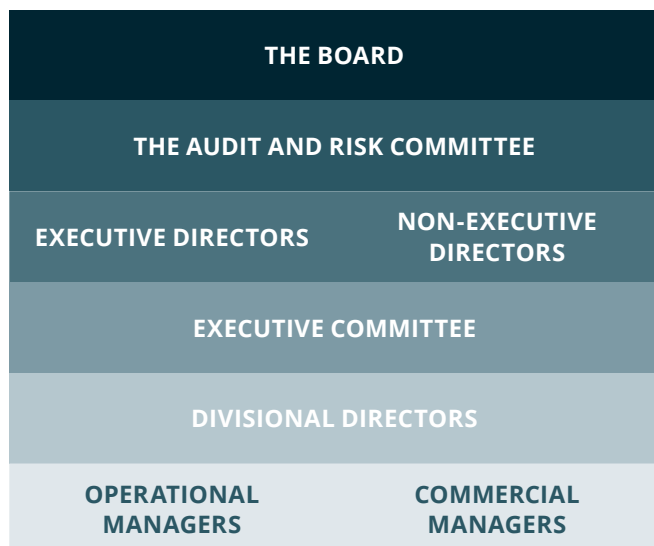 THE BOARD
THE AUDIT AND RISK COMMITTEE
EXECUTIVE DIRECTORS
NON-EXECUTIVE
DIRECTORS
EXECUTIVE COMMITTEE
DIVISIONAL DIRECTORS
OPERATIONAL
MANAGERS
COMMERCIAL
MANAGERS